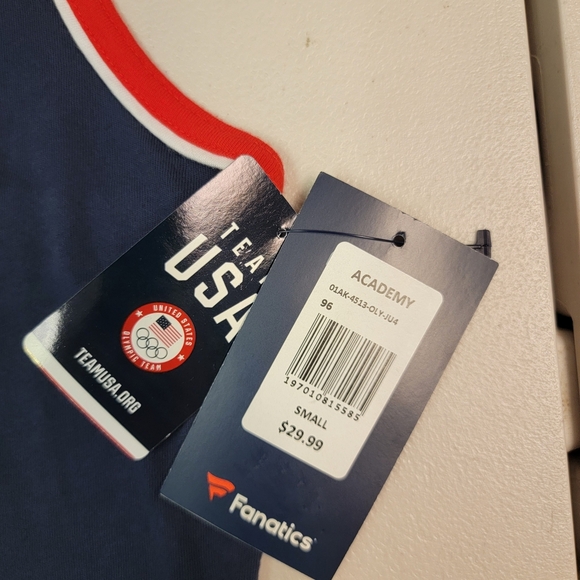 TEAM
USA
UNITED STATES
OLYMPIC TEAM
TEAMUSA.ORG
ACADEMY
01AK-4513-OLY-JU4
96
197010815585
SMALL
$29.99
Fanatics